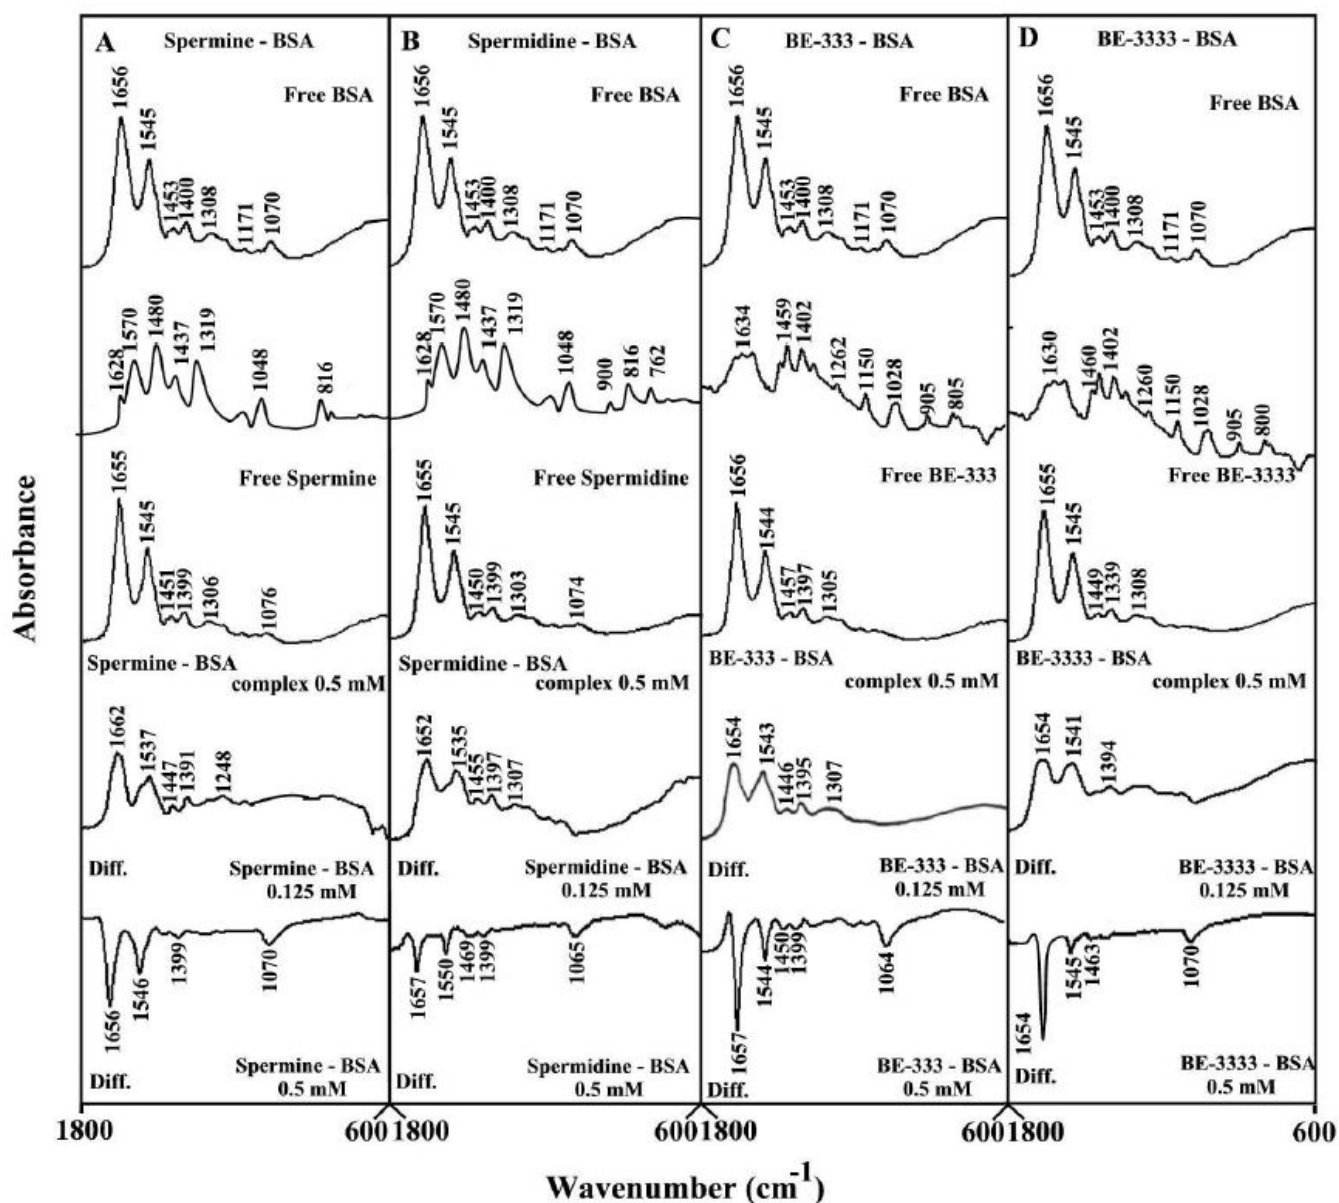 A Spermine - BSA
Free BSA
1656
1545
1453
1400
1308
1171
1070
1628
1570
1480
1437
1319
1048
816
Free Spermine
1655
1545
1451
1399
1306
1076
Spermine - BSA
complex 0.5 mM
1662
1537
1447
1391
1248
Diff.
Spermine - BSA
0.125 mM
1656
1546
1399
1070
Diff.
Spermine - BSA
0.5 mM
B Spermidine - BSA
Free BSA
1656
1545
1453
1400
1308
1171
1070
1628
1570
1480
1437
1319
1048
900
816
762
Free Spermidine
1655
1545
1450
1399
1303
1074
Spermidine - BSA
complex 0.5 mM
1652
1535
1455
1397
1307
Diff.
Spermidine - BSA
0.125 mM
1657
1550
1469
1399
1065
Diff.
Spermidine - BSA
0.5 mM
C BE-333 - BSA
Free BSA
1656
1545
1453
1400
1308
1171
1070
1634
1459
1402
1262
1150
1028
905
805
Free BE-333
1656
1544
1457
1397
1305
BE-333 - BSA
complex 0.5 mM
1654
1543
1446
1395
1307
Diff.
BE-333 - BSA
0.125 mM
1657
1544
1450
1399
1064
Diff.
BE-333 - BSA
0.5 mM
D BE-3333 - BSA
Free BSA
1656
1545
1453
1400
1308
1171
1070
1630
1460
1402
1260
1150
1028
905
800
Free BE-3333
1655
1545
1449
1339
1308
BE-3333 - BSA
complex 0.5 mM
1654
1541
1394
Diff.
BE-3333 - BSA
0.125 mM
1654
1545
1463
1070
Diff.
BE-3333 - BSA
0.5 mM
Absorbance
1800
600
1800
600
1800
600
1800
600
Wavenumber (cm⁻¹)